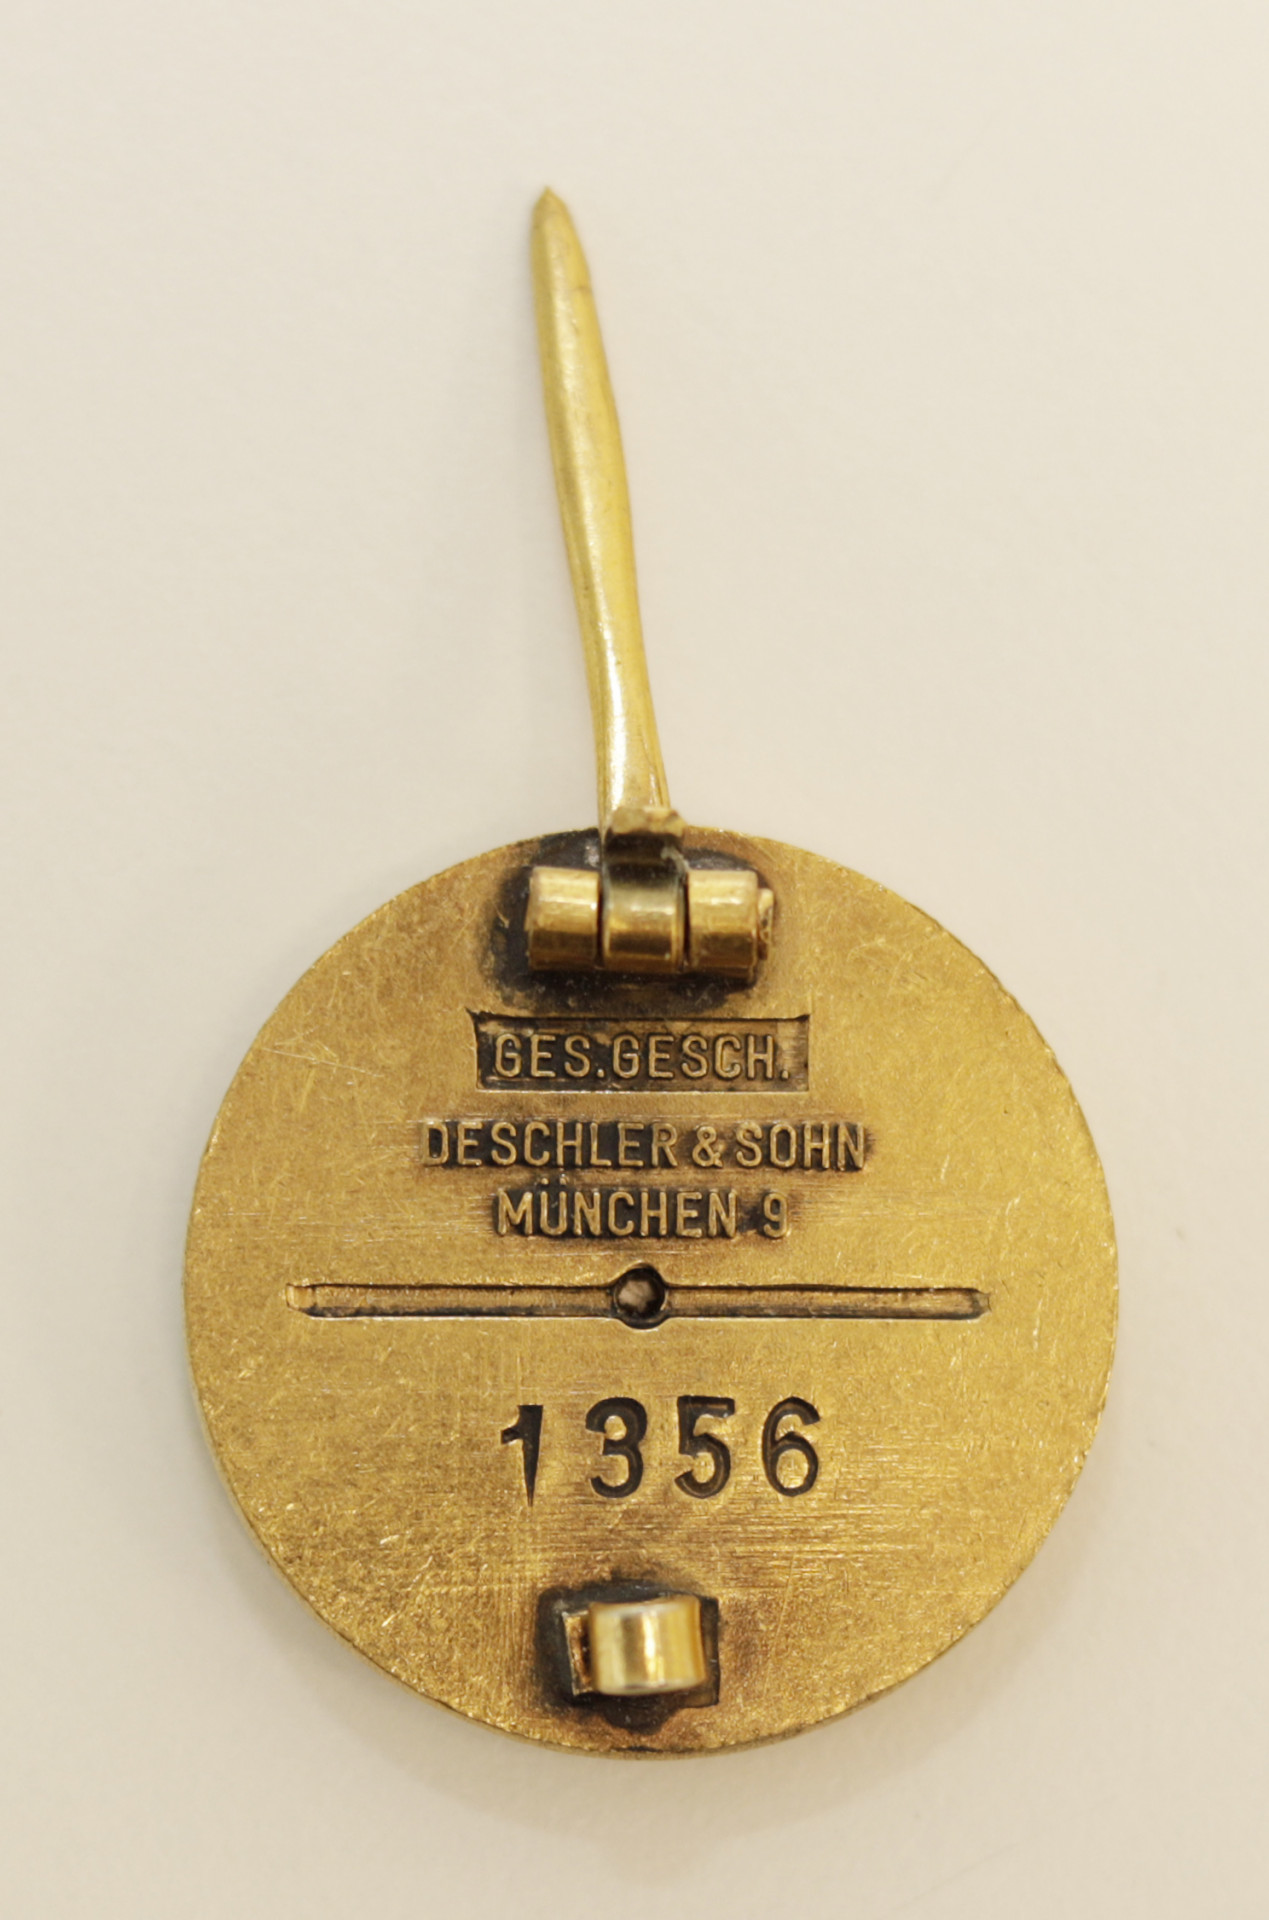 GES.GESCH.
DESCHLER & SOHN
MÜNCHEN 9
1356